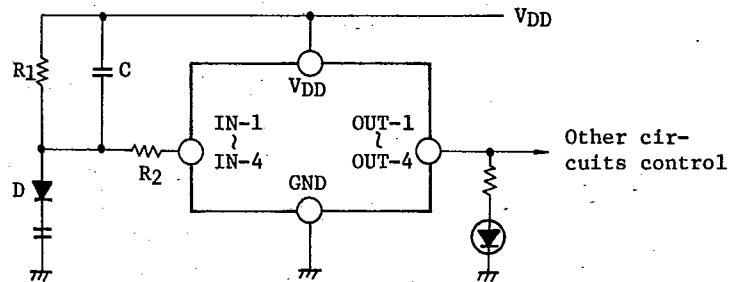 VDD
R1
C
VDD
IN-1
~
IN-4
OUT-1
~
OUT-4
R2
D
GND
Other cir-
cuits control